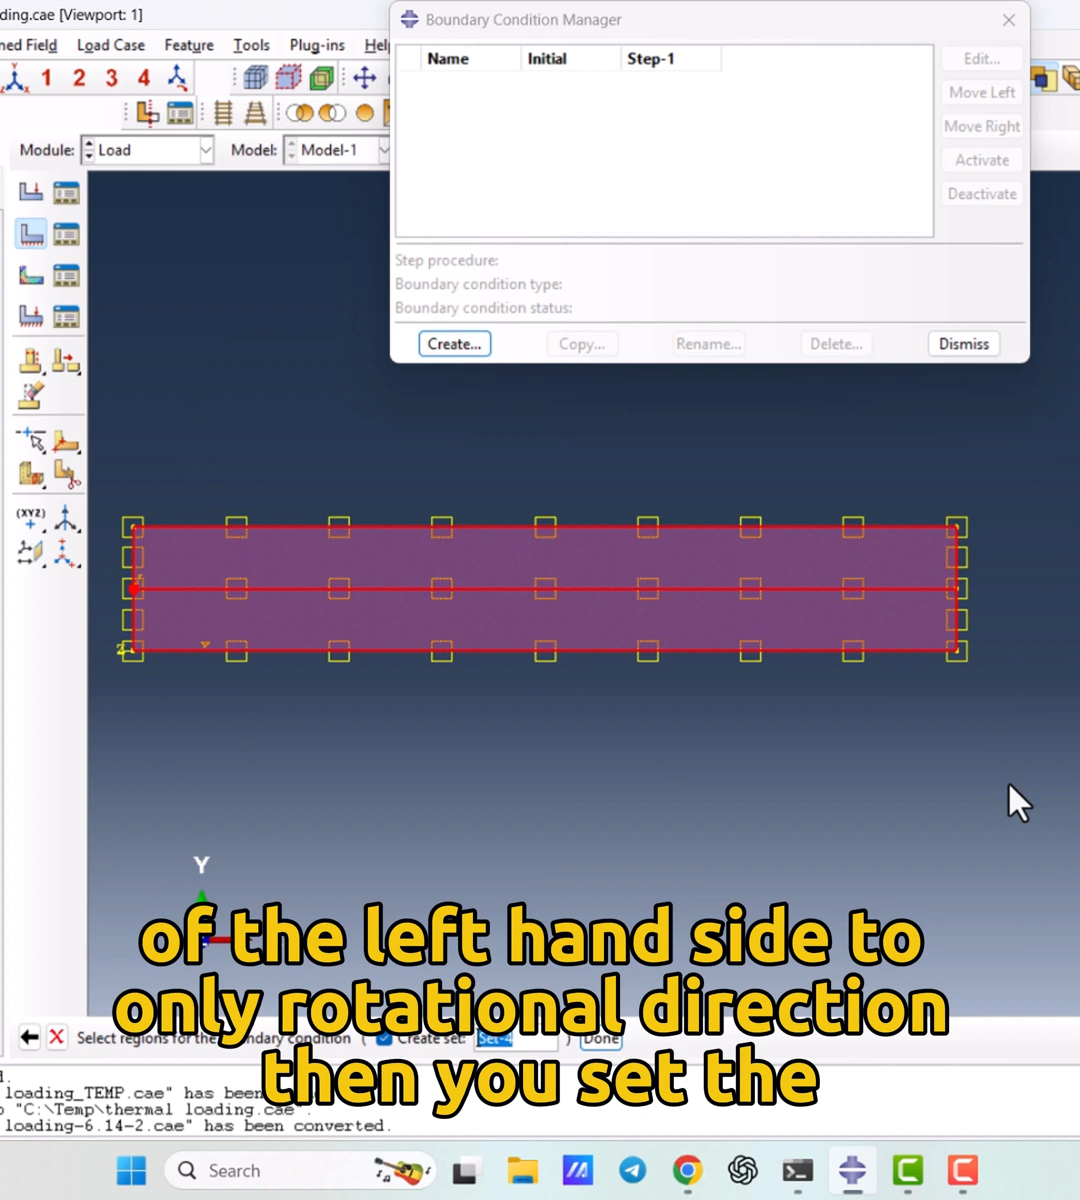 ding.cae [Viewport: 1]
Boundary Condition Manager
ned Field Load Case Feature Tools Plug-ins Hel
Name Initial Step-1
Edit...
1 2 3 4
Move Left
Move Right
Module: Load Model: Model-1
Activate
Deactivate
Step procedure:
Boundary condition type:
Boundary condition status:
Create... Copy... Rename... Delete... Dismiss
(XYZ)
Z
Y
of the left hand side to
only rotational direction
then you set the
Select regions for the boundary condition ( Create set: Set-4 ) Done
d.
loading_TEMP.cae" has been
o "C:\Temp\thermal loading.cae".
loading-6.14-2.cae" has been converted.
Search